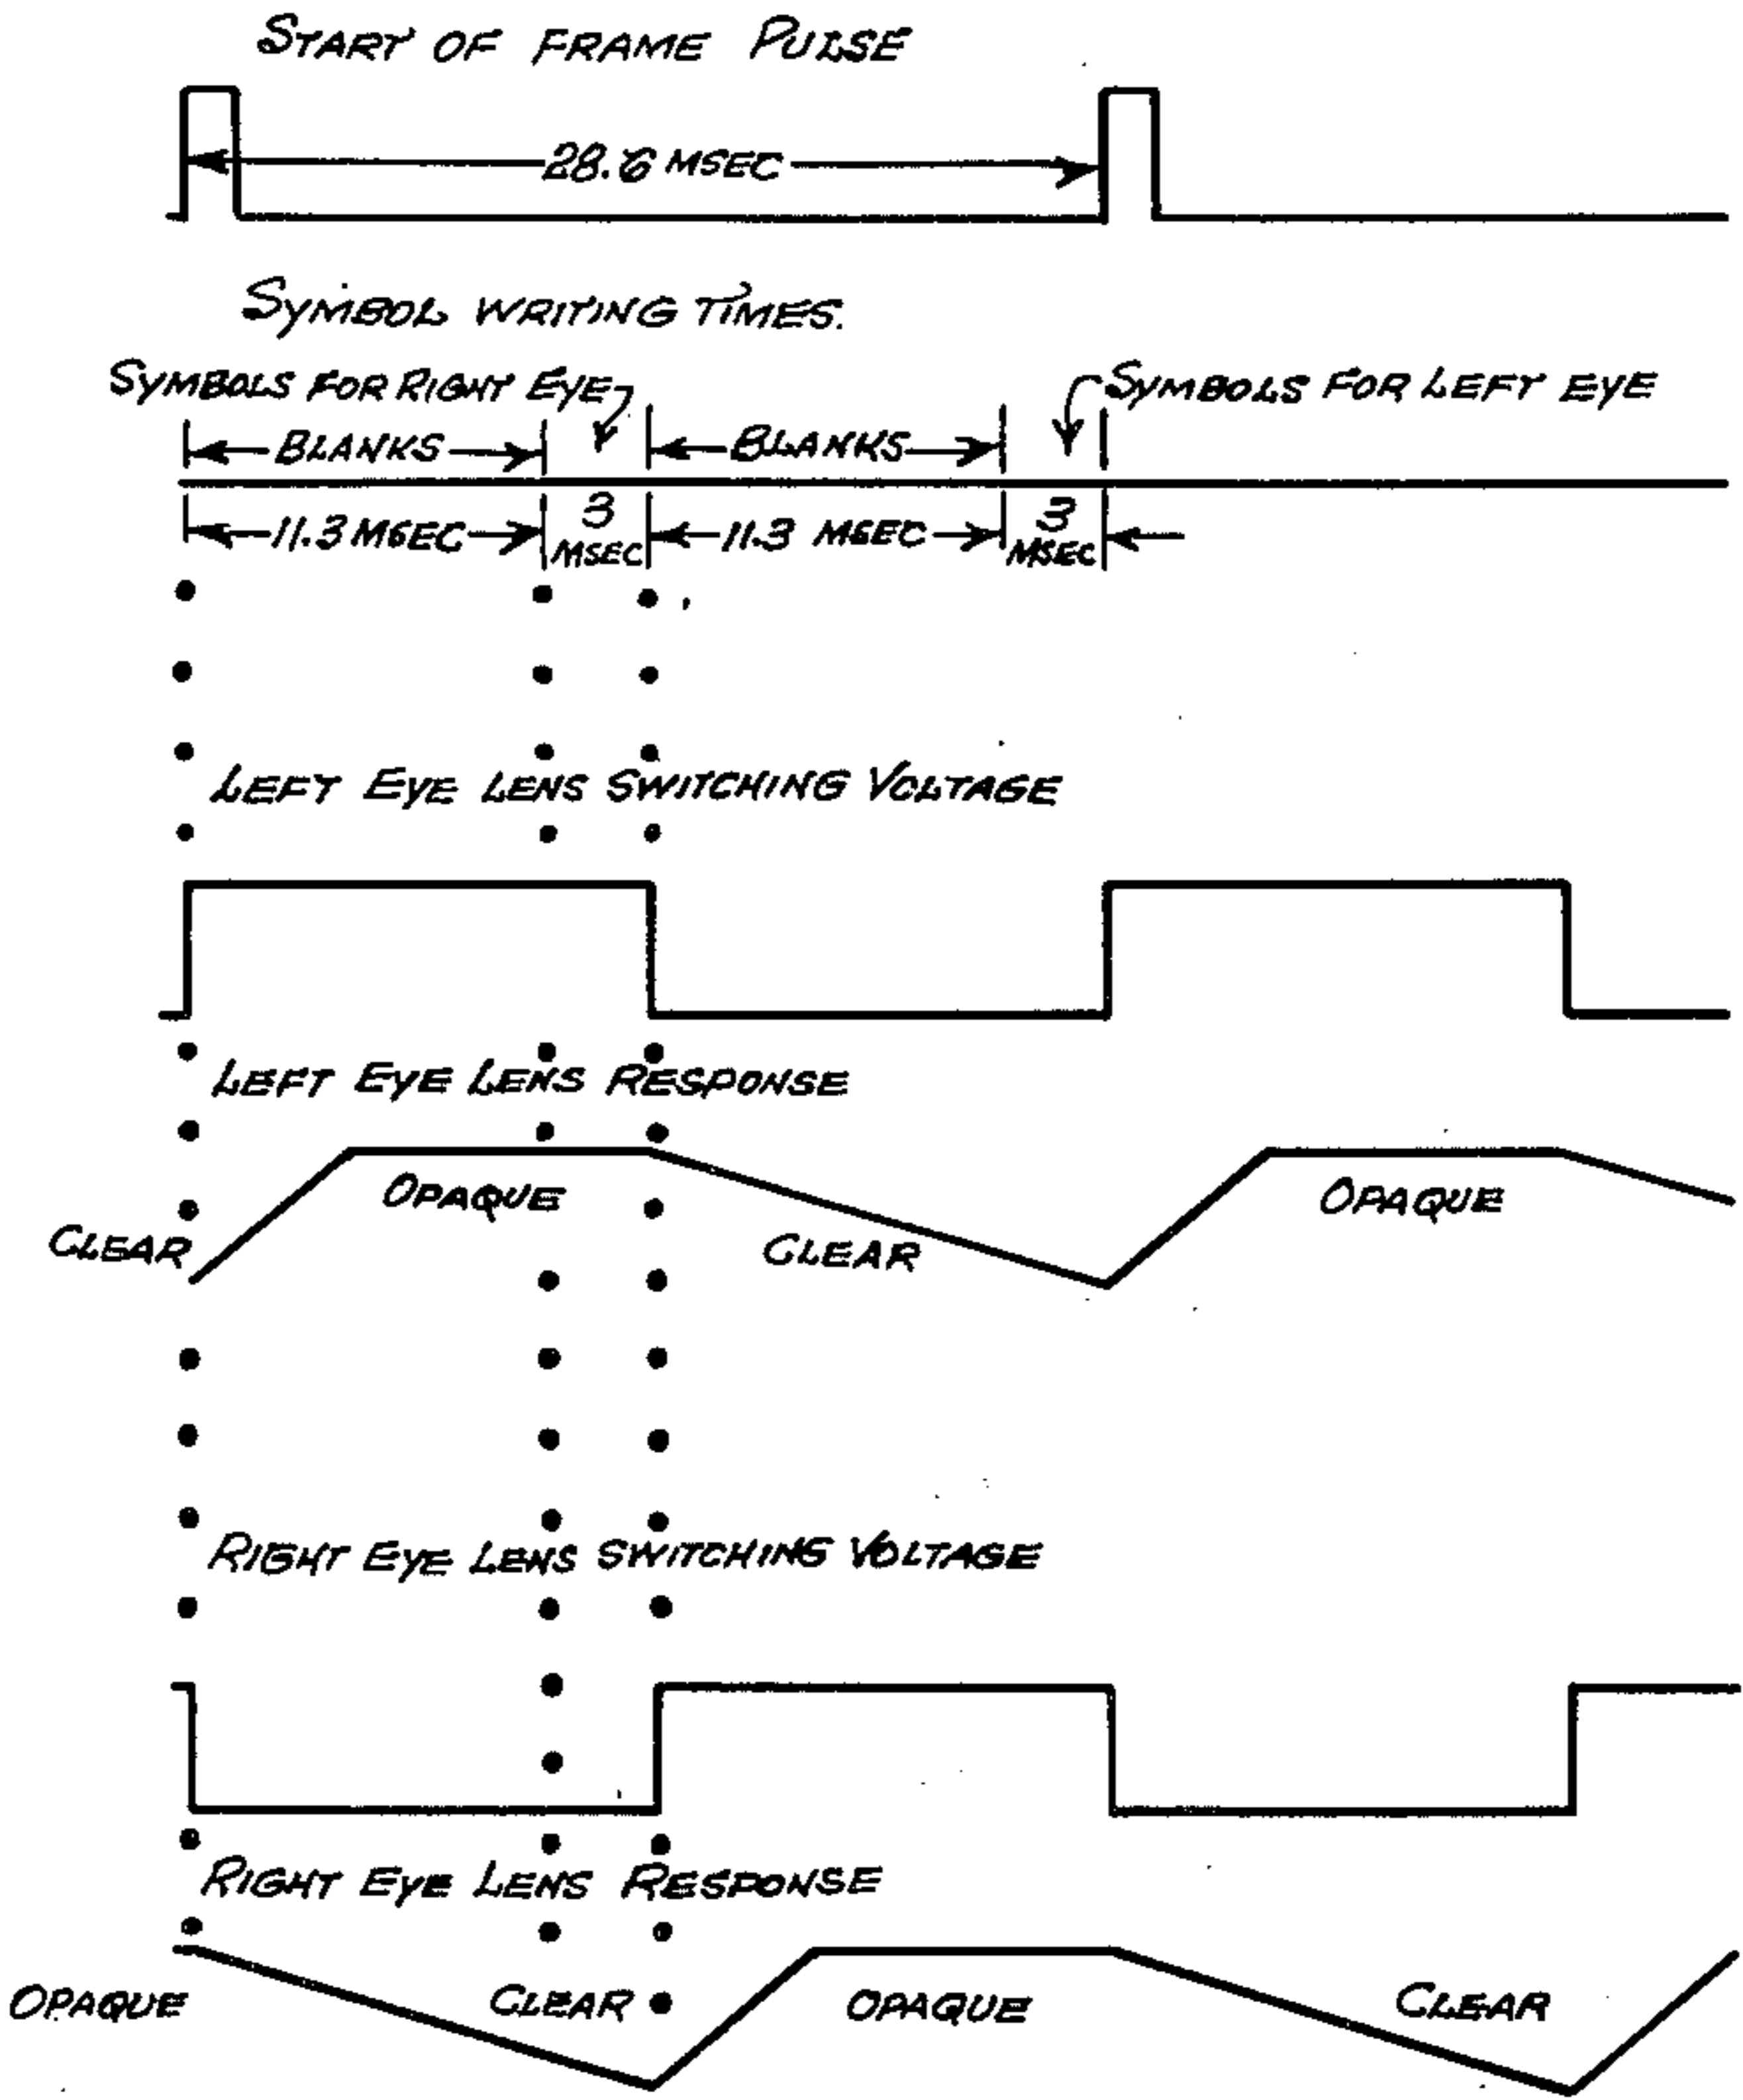 START OF FRAME PULSE
28.6 MSEC
SYMBOL WRITING TIMES.
SYMBOLS FOR RIGHT EYE
SYMBOLS FOR LEFT EYE
BLANKS
BLANKS
11.3 MSEC
3 MSEC
11.3 MSEC
3 MSEC
LEFT EYE LENS SWITCHING VOLTAGE
LEFT EYE LENS RESPONSE
CLEAR
OPAQUE
CLEAR
OPAQUE
RIGHT EYE LENS SWITCHING VOLTAGE
RIGHT EYE LENS RESPONSE
OPAQUE
CLEAR
OPAQUE
CLEAR